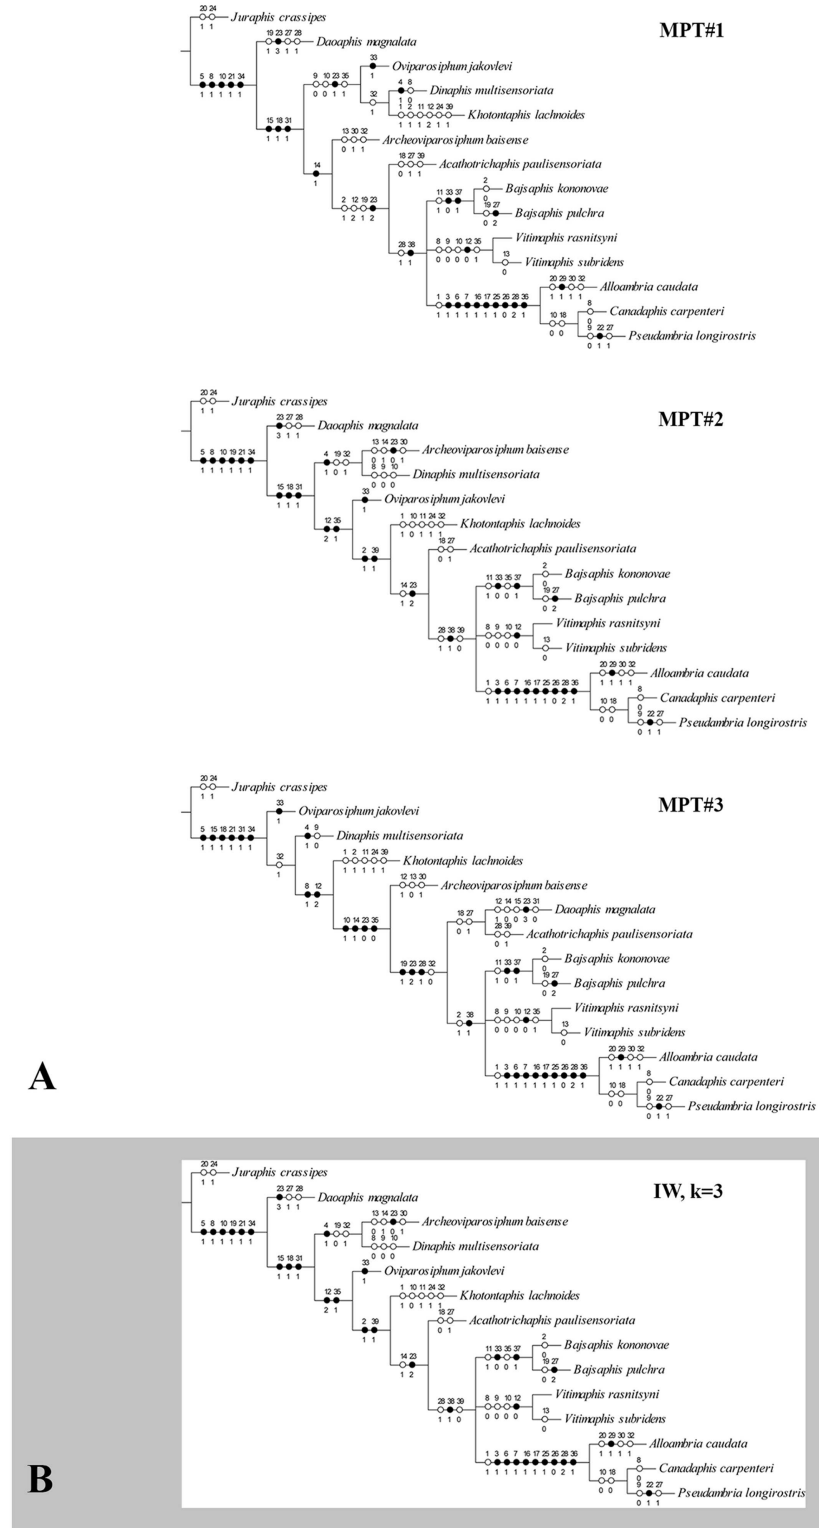 MPT#1
20 24
Juraphis crassipes
1 1
19 23 27 28
Daoaphis magnalata
1 3 1 1
33
Oviparosiphum jakovlevi
1
5 8 10 21 34
1 1 1 1 1
9 10 23 35
0 0 1 1
4 8
Dinaphis multisensoriata
1 0
32
1
1 2 11 12 24 39
Khotontaphis lachnoides
1 1 1 2 1 1
15 18 31
1 1 1
13 30 32
Archeoviparosiphum baisense
0 1 1
14
1
18 27 39
Acathotrichaphis paulisensoriata
0 1 1
2
Bajsaphis kononovae
0
11 33 37
1 0 1
2 12 19 23
1 2 1 2
19 27
Bajsaphis pulchra
0 2
Vitimaphis rasnitsyni
28 38
1 1
8 9 10 12 35
0 0 0 0 1
13
Vitimaphis subridens
0
20 29 30 32
Alloambria caudata
1 1 1 1
1 3 6 7 16 17 25 26 28 36
1 1 1 1 1 1 1 0 2 1
8
Canadaphis carpenteri
0
10 18
0 0
9 22 27
Pseudambria longirostris
0 1 1
MPT#2
20 24
Juraphis crassipes
1 1
23 27 28
Daoaphis magnalata
3 1 1
5 8 10 19 21 34
1 1 1 1 1 1
13 14 23 30
Archeoviparosiphum baisense
0 1 0 1
4 19 32
1 0 1
8 9 10
Dinaphis multisensoriata
0 0 0
15 18 31
1 1 1
33
Oviparosiphum jakovlevi
1
12 35
2 1
1 10 11 24 32
Khotontaphis lachnoides
1 0 1 1 1
18 27
Acathotrichaphis paulisensoriata
0 1
2 39
1 1
2
Bajsaphis kononovae
0
11 33 35 37
1 0 0 1
14 23
1 2
19 27
Bajsaphis pulchra
0 2
Vitimaphis rasnitsyni
28 38 39
1 1 0
8 9 10 12
0 0 0 0
13
Vitimaphis subridens
0
20 29 30 32
Alloambria caudata
1 1 1 1
1 3 6 7 16 17 25 26 28 36
1 1 1 1 1 1 1 0 2 1
8
Canadaphis carpenteri
0
10 18
0 0
9 22 27
Pseudambria longirostris
0 1 1
MPT#3
20 24
Juraphis crassipes
1 1
33
Oviparosiphum jakovlevi
1
5 15 18 21 31 34
1 1 1 1 1 1
4 9
Dinaphis multisensoriata
1 0
32
1
1 2 11 24 39
Khotontaphis lachnoides
1 1 1 1 1
8 12
1 2
12 13 30
Archeoviparosiphum baisense
1 0 1
12 14 15 23 31
Daoaphis magnalata
1 0 0 3 0
18 27
0 1
10 14 23 35
1 1 0 0
28 39
Acathotrichaphis paulisensoriata
0 1
2
Bajsaphis kononovae
0
11 33 37
1 0 1
19 23 28 32
1 2 1 0
19 27
Bajsaphis pulchra
0 2
Vitimaphis rasnitsyni
2 38
1 1
8 9 10 12 35
0 0 0 0 1
13
Vitimaphis subridens
0
20 29 30 32
Alloambria caudata
1 1 1 1
1 3 6 7 16 17 25 26 28 36
1 1 1 1 1 1 1 0 2 1
8
Canadaphis carpenteri
0
10 18
0 0
9 22 27
Pseudambria longirostris
0 1 1
A
IW, k=3
20 24
Juraphis crassipes
1 1
23 27 28
Daoaphis magnalata
3 1 1
5 8 10 19 21 34
1 1 1 1 1 1
13 14 23 30
Archeoviparosiphum baisense
0 1 0 1
4 19 32
1 0 1
8 9 10
Dinaphis multisensoriata
0 0 0
15 18 31
1 1 1
33
Oviparosiphum jakovlevi
1
12 35
2 1
1 10 11 24 32
Khotontaphis lachnoides
1 0 1 1 1
18 27
Acathotrichaphis paulisensoriata
0 1
2 39
1 1
2
Bajsaphis kononovae
0
11 33 35 37
1 0 0 1
14 23
1 2
19 27
Bajsaphis pulchra
0 2
Vitimaphis rasnitsyni
28 38 39
1 1 0
8 9 10 12
0 0 0 0
13
Vitimaphis subridens
0
20 29 30 32
Alloambria caudata
1 1 1 1
1 3 6 7 16 17 25 26 28 36
1 1 1 1 1 1 1 0 2 1
8
Canadaphis carpenteri
0
10 18
0 0
9 22 27
Pseudambria longirostris
0 1 1
B